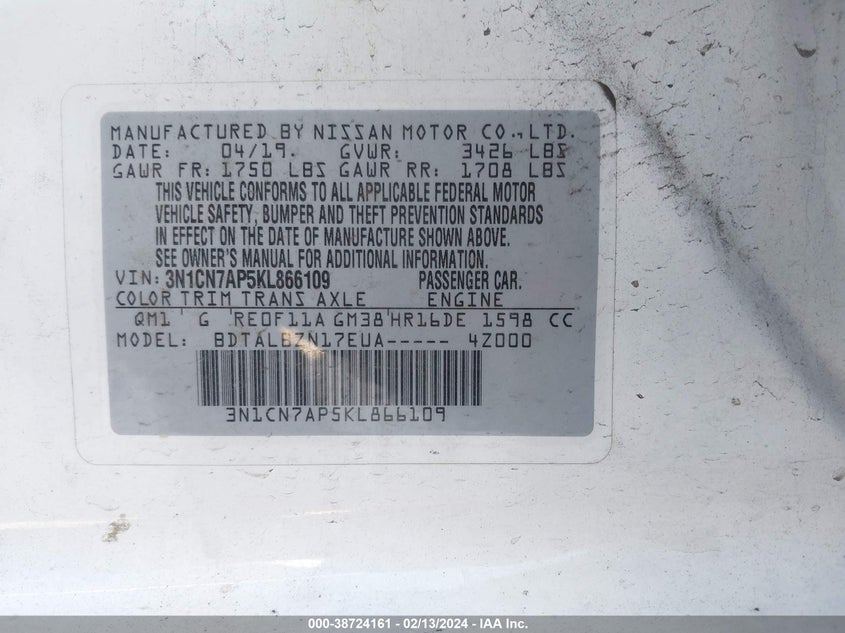 MANUFACTURED BY NISSAN MOTOR CO., LTD.
DATE: 04/19. GVWR: 3426 LBS
GAWR FR: 1750 LBS GAWR RR: 1708 LBS
THIS VEHICLE CONFORMS TO ALL APPLICABLE FEDERAL MOTOR
VEHICLE SAFETY, BUMPER AND THEFT PREVENTION STANDARDS
IN EFFECT ON THE DATE OF MANUFACTURE SHOWN ABOVE.
SEE OWNER'S MANUAL FOR ADDITIONAL INFORMATION.
VIN: 3N1CN7AP5KL866109 PASSENGER CAR.
COLOR TRIM TRANS AXLE ENGINE
QM1 G RE0F11A GM38 HR16DE 1598 CC
MODEL: BDTALBZN17EUA----- 4Z000
3N1CN7AP5KL866109
000-38724161 - 02/13/2024 - IAA Inc.